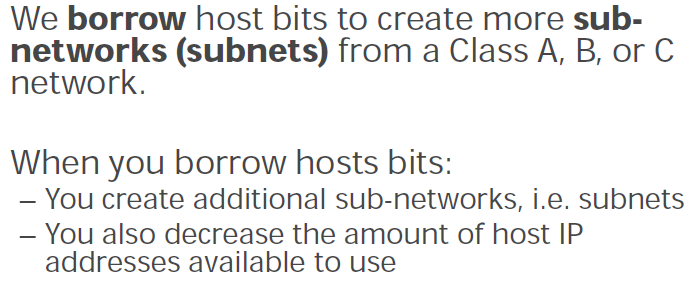 We borrow host bits to create more sub-
networks (subnets) from a Class A, B, or C
network.
When you borrow hosts bits:
– You create additional sub-networks, i.e. subnets
– You also decrease the amount of host IP
addresses available to use